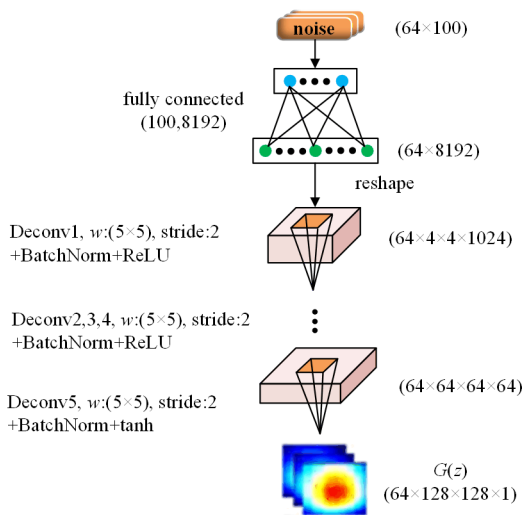 noise
(64×100)
fully connected
(100,8192)
(64×8192)
reshape
Deconv1, w:(5×5), stride:2
+BatchNorm+ReLU
(64×4×4×1024)
Deconv2,3,4, w:(5×5), stride:2
+BatchNorm+ReLU
(64×64×64×64)
Deconv5, w:(5×5), stride:2
+BatchNorm+tanh
G(z)
(64×128×128×1)